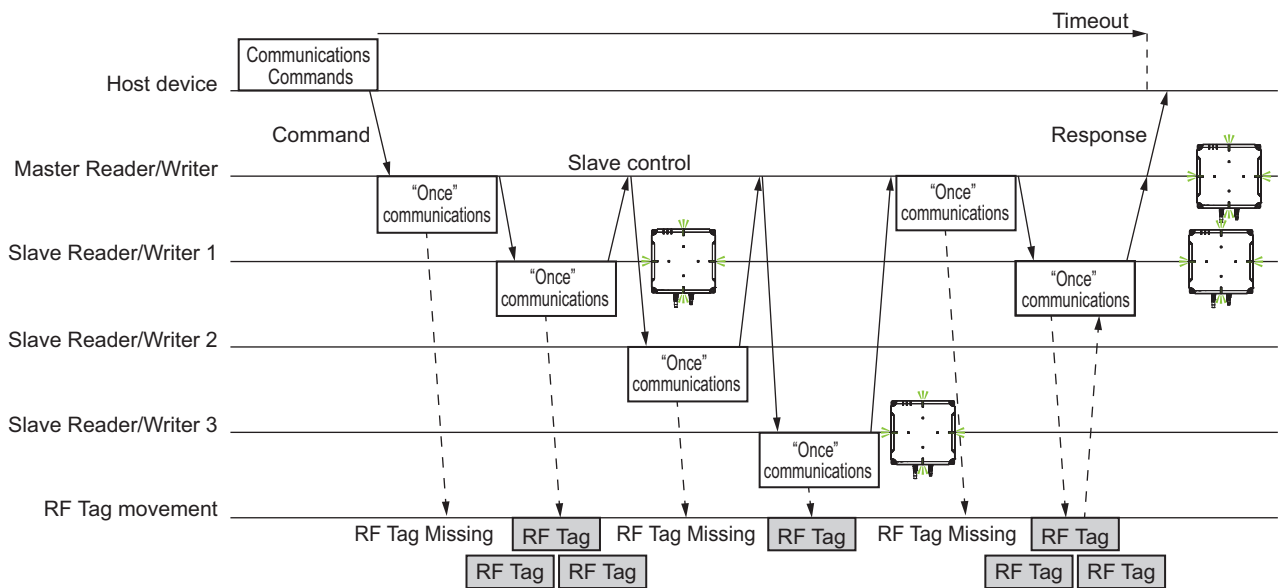 Timeout
Communications
Commands
Host device
Command
Response
Master Reader/Writer
Slave control
“Once”
communications
“Once”
communications
Slave Reader/Writer 1
“Once”
communications
“Once”
communications
Slave Reader/Writer 2
“Once”
communications
Slave Reader/Writer 3
“Once”
communications
RF Tag movement
RF Tag Missing
RF Tag
RF Tag Missing
RF Tag
RF Tag Missing
RF Tag
RF Tag
RF Tag
RF Tag
RF Tag